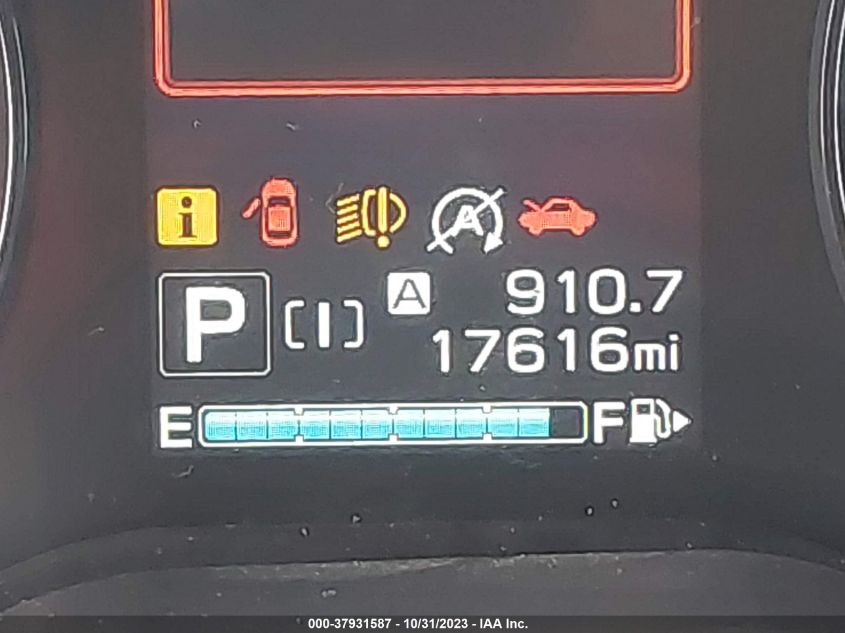 i A
P [I] A 910.7
17616mi
E F
000-37931587 - 10/31/2023 - IAA Inc.